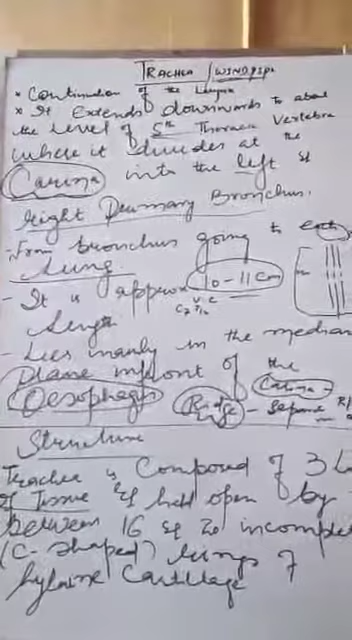 TRACHEA / WINDPIPE
* Continuation of the Larynx
* It extends downwards to about
the level of 5th Thoracic Vertebra
where it divides at the
Carina into the left &
right Primary Bronchus.
- from bronchus going to each
lung.
- It is approx 10-11 cm
length
- Lies mainly in the median
plane infront of the
Oesophagus Ridge - Carina
Structure
Trachea is Composed of 3
of Tissue & held open by
between 16 & 20 incomplete
(C-shaped) rings of
hylaine Cartilage